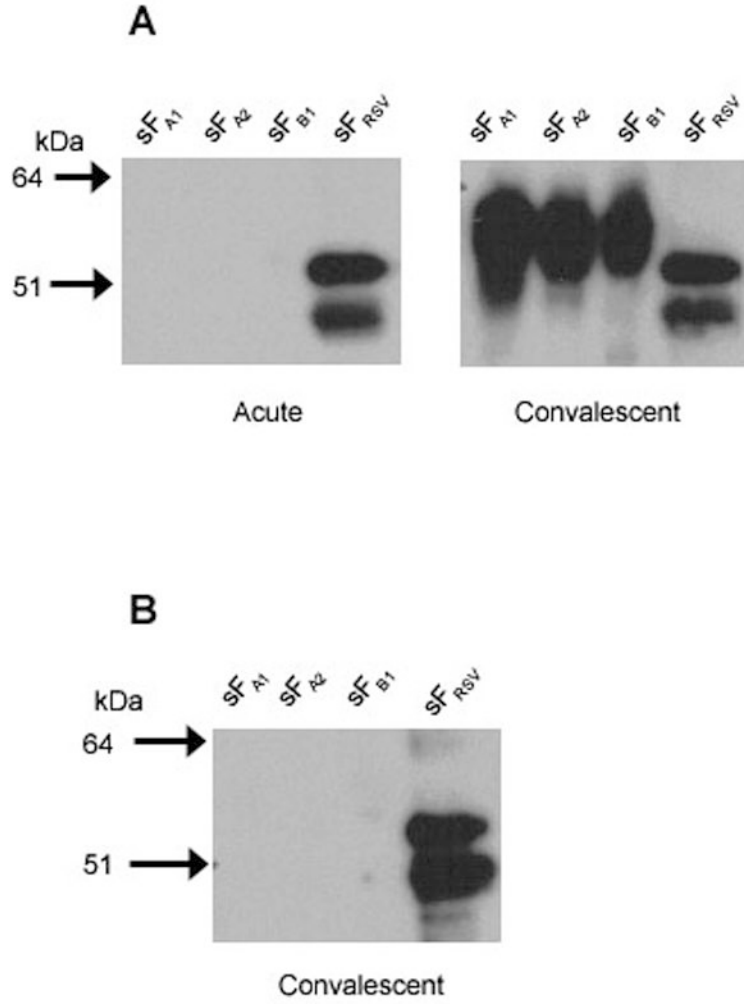 A
sF A1 sF A2 sF B1 sF RSV sF A1 sF A2 sF B1 sF RSV
kDa
64
51
Acute Convalescent
B
sF A1 sF A2 sF B1 sF RSV
kDa
64
51
Convalescent